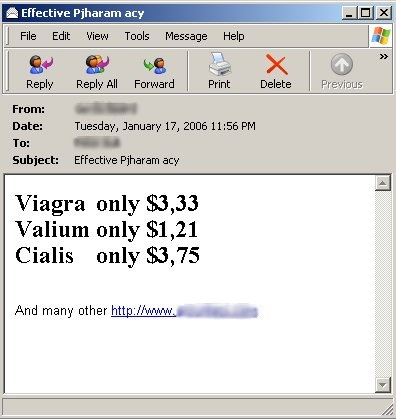 Effective Pjharam acy
File Edit View Tools Message Help
Reply Reply All Forward Print Delete Previous »
From:
Date: Tuesday, January 17, 2006 11:56 PM
To:
Subject: Effective Pjharam acy
Viagra only $3,33
Valium only $1,21
Cialis only $3,75
And many other http://www.